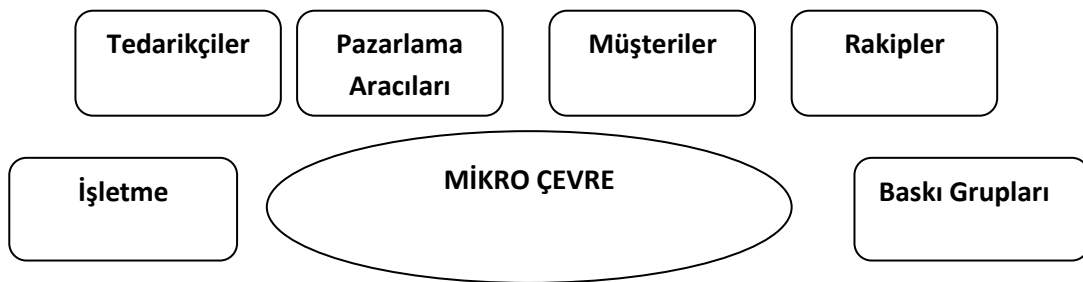 Tedarikçiler
Pazarlama
Aracıları
Müşteriler
Rakipler
İşletme
MİKRO ÇEVRE
Baskı Grupları